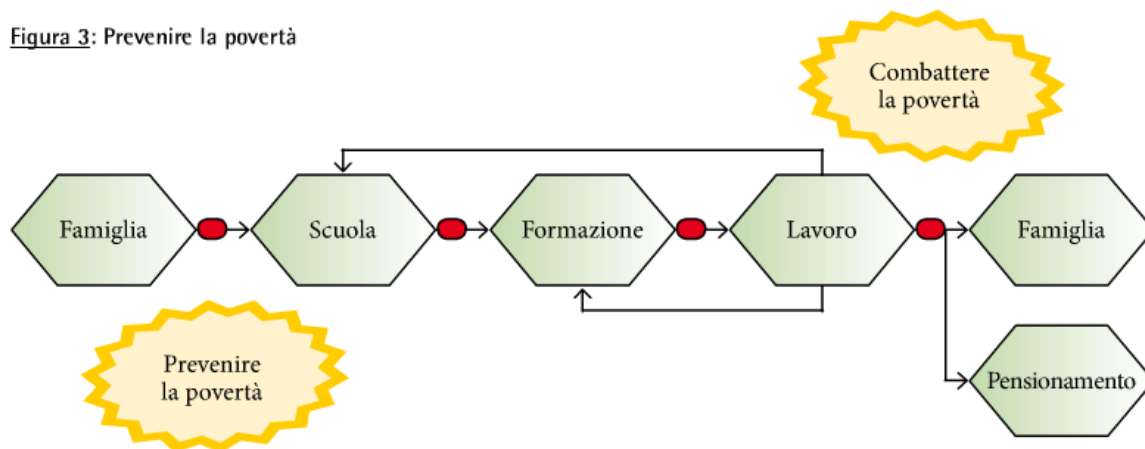 Figura 3: Prevenire la povertà
Combattere
la povertà
Famiglia
Scuola
Formazione
Lavoro
Famiglia
Prevenire
la povertà
Pensionamento